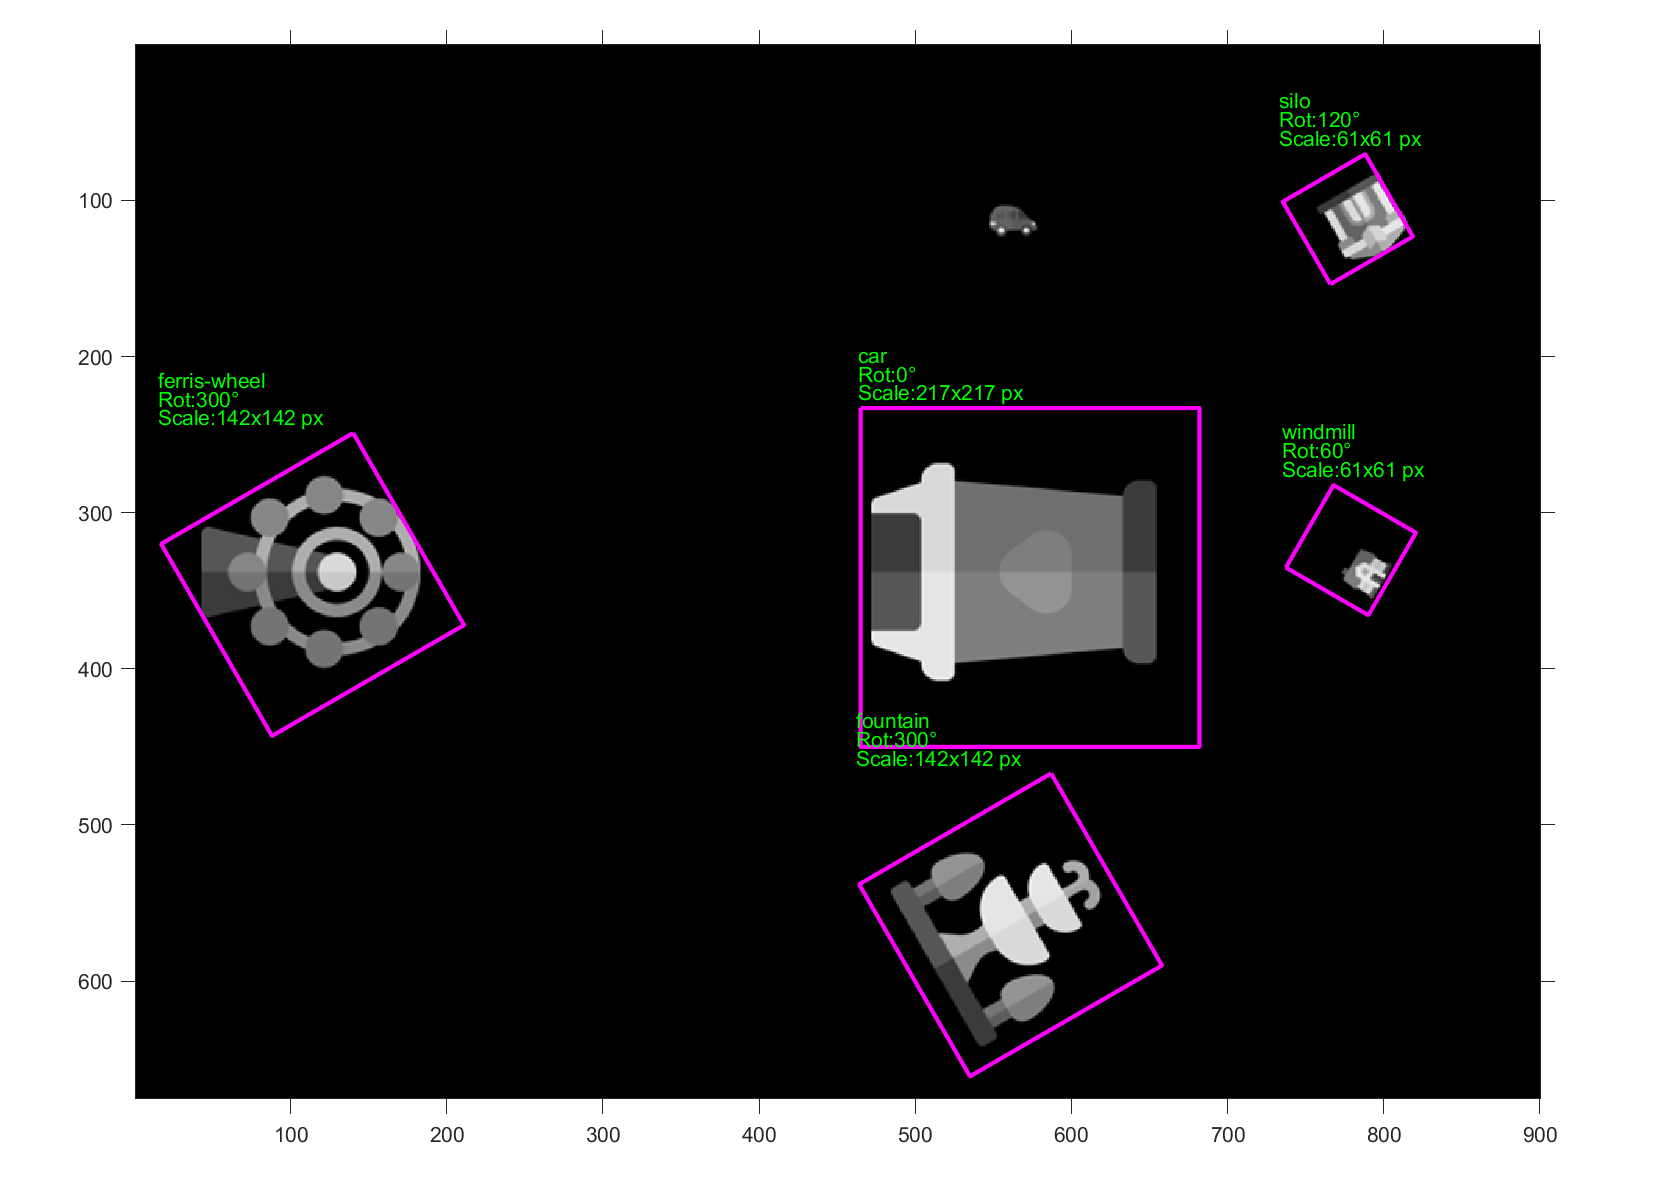 silo
Rot:120°
Scale:61x61 px
100
200
car
Rot:0°
Scale:217x217 px
ferris-wheel
Rot:300°
Scale:142x142 px
windmill
Rot:60°
Scale:61x61 px
300
400
fountain
Rot:300°
Scale:142x142 px
500
600
100 200 300 400 500 600 700 800 900